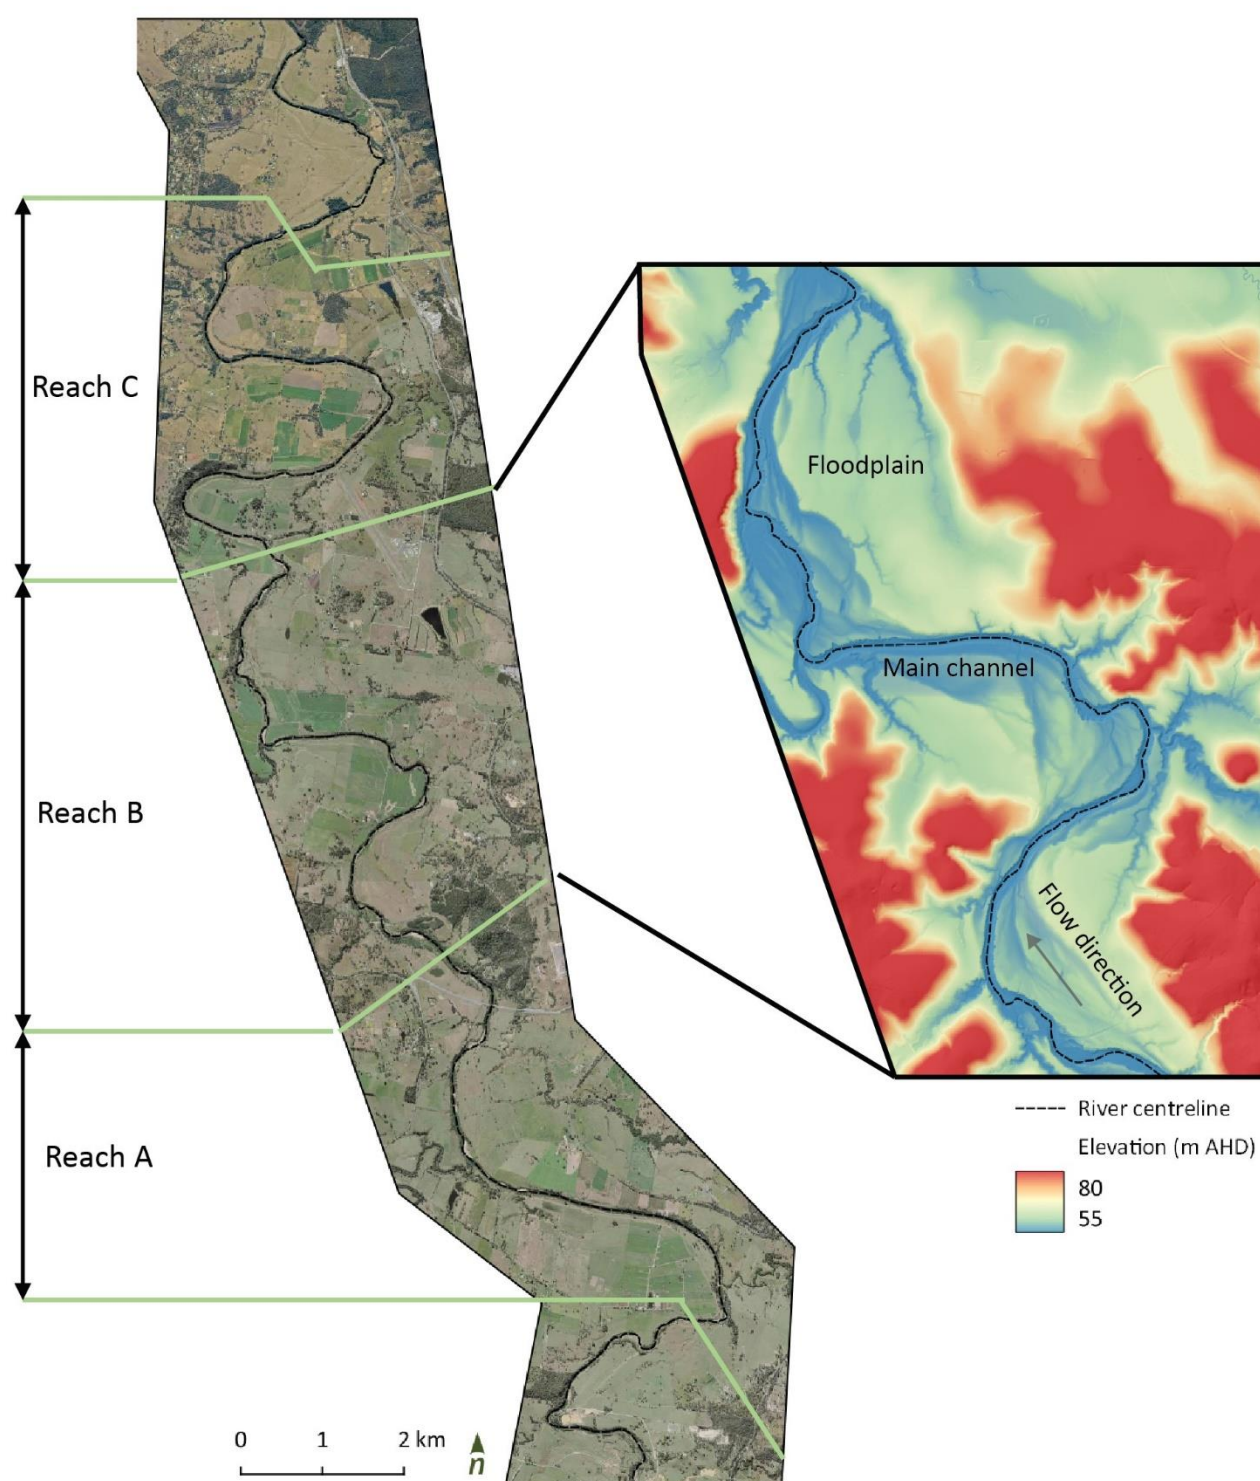 Reach C
Floodplain
Main channel
Reach B
Flow direction
River centreline
Elevation (m AHD)
80
55
Reach A
0 1 2 km
n